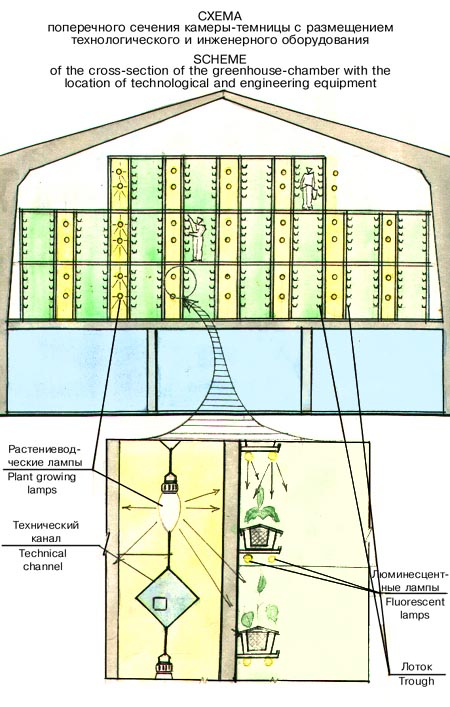 СХЕМА
поперечного сечения камеры-темницы с размещением
технологического и инженерного оборудования
SCHEME
of the cross-section of the greenhouse-chamber with the
location of technological and engineering equipment
Растениевод-
ческие лампы
Plant growing
lamps
Технический
канал
Technical
channel
Люминесцент-
ные лампы
Fluorescent
lamps
Лоток
Trough